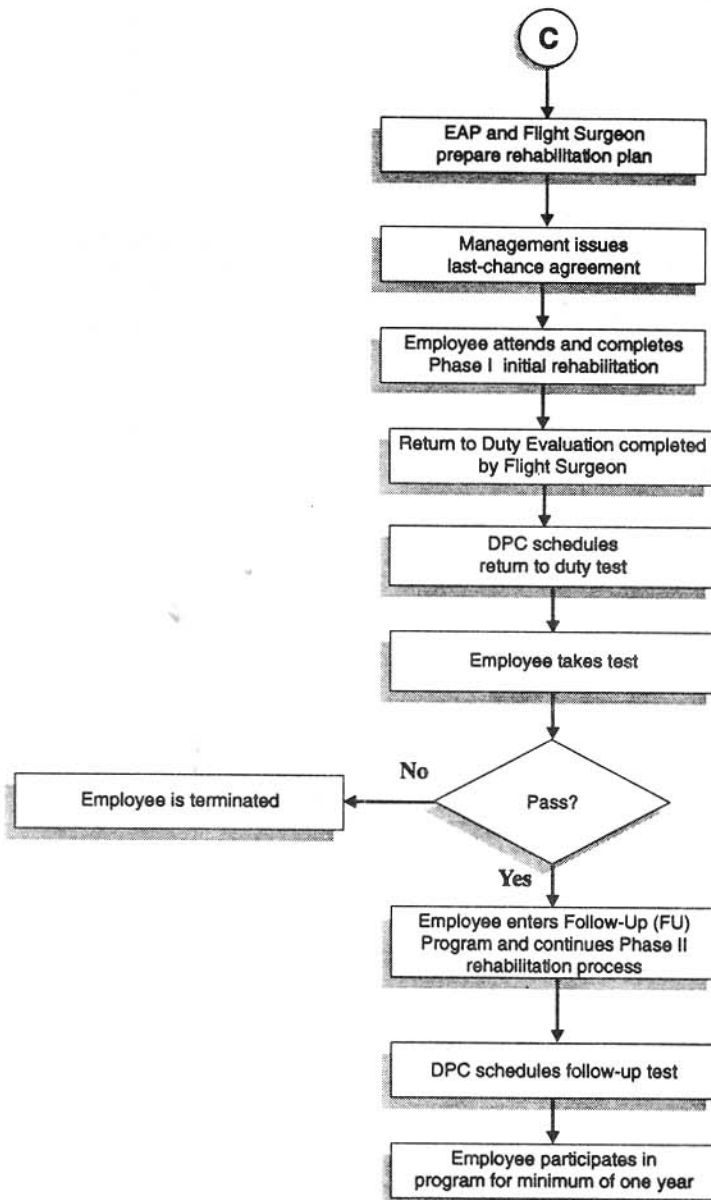 C
EAP and Flight Surgeon
prepare rehabilitation plan
Management issues
last-chance agreement
Employee attends and completes
Phase I initial rehabilitation
Return to Duty Evaluation completed
by Flight Surgeon
DPC schedules
return to duty test
Employee takes test
No
Employee is terminated
Pass?
Yes
Employee enters Follow-Up (FU)
Program and continues Phase II
rehabilitation process
DPC schedules follow-up test
Employee participates in
program for minimum of one year